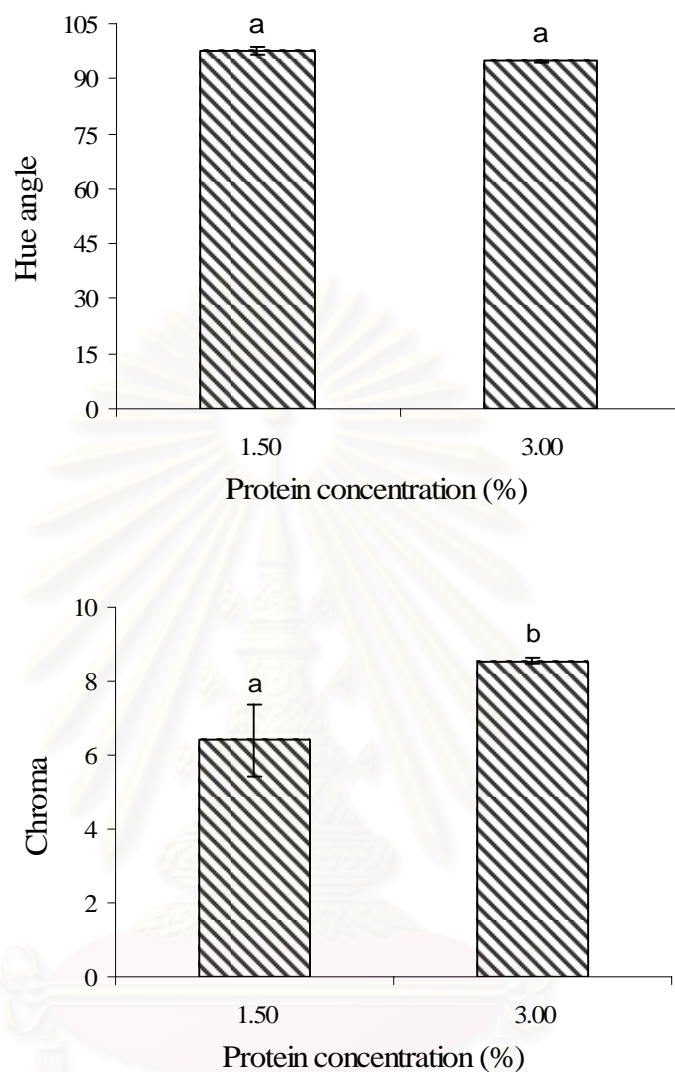 105
a
a
90
75
60
45
30
15
0
Hue angle
1.50
3.00
Protein concentration (%)
10
b
8
a
6
4
2
0
Chroma
1.50
3.00
Protein concentration (%)